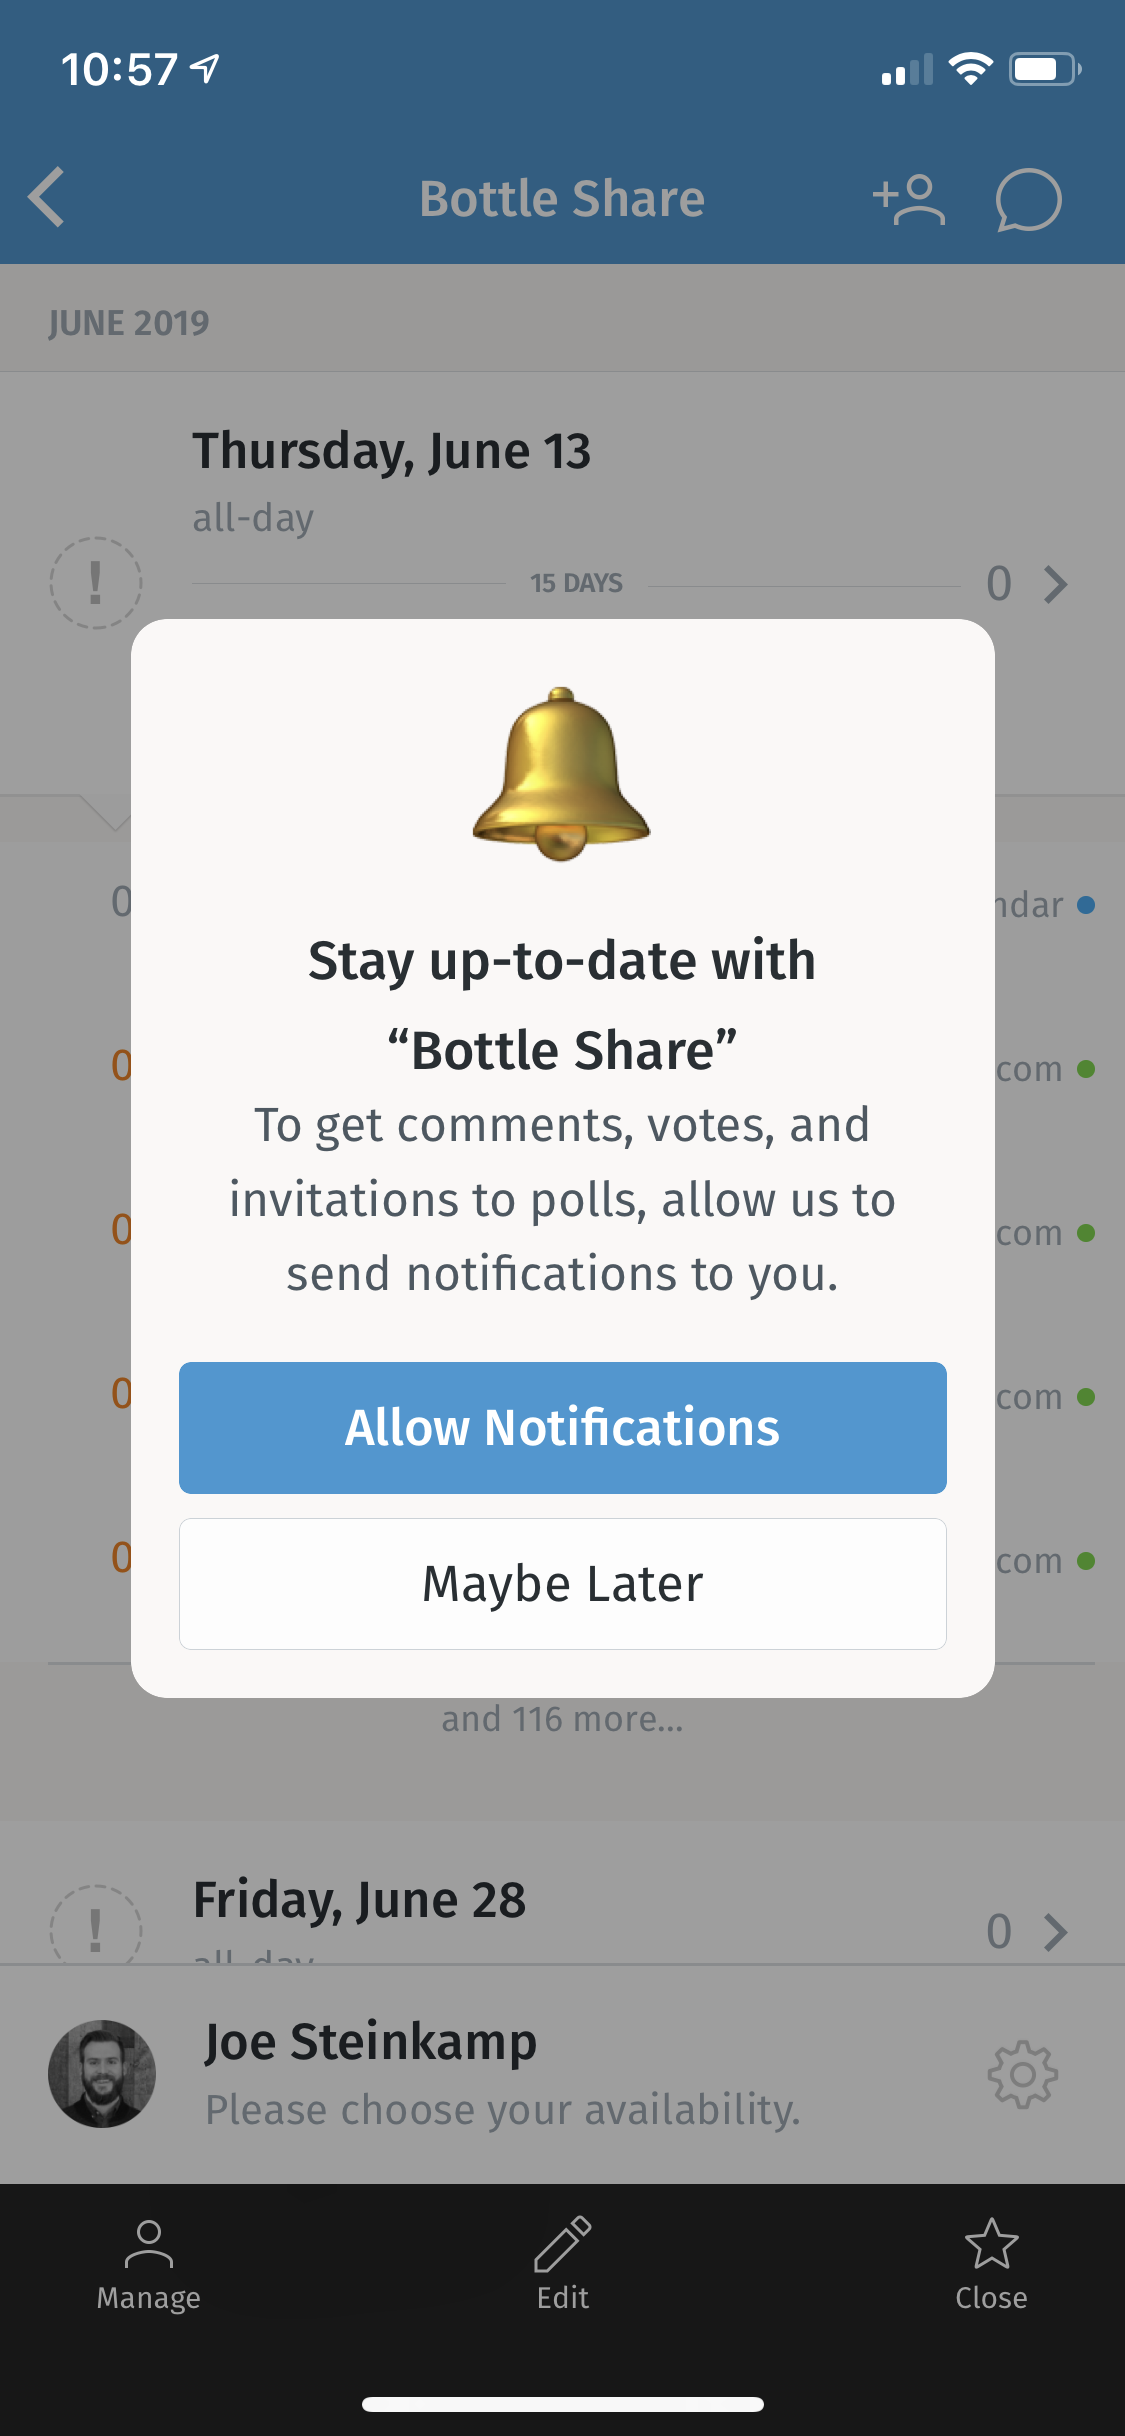 10:57
Bottle Share
JUNE 2019
Thursday, June 13
all-day
15 DAYS
0
Stay up-to-date with
“Bottle Share”
To get comments, votes, and
invitations to polls, allow us to
send notifications to you.
Allow Notifications
Maybe Later
0
ndar
0
com
0
com
0
com
0
com
and 116 more...
Friday, June 28
all-day
0
Joe Steinkamp
Please choose your availability.
Manage
Edit
Close